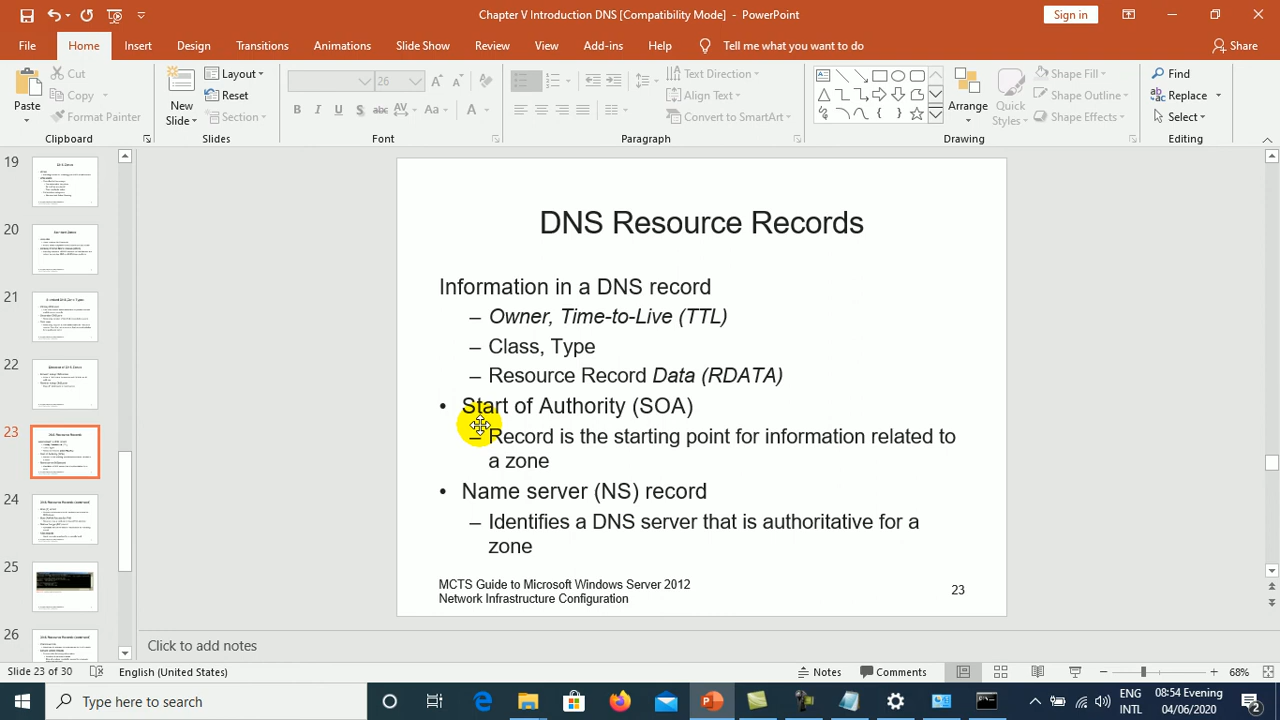 Chapter V Introduction DNS [Compatibility Mode] - PowerPoint
Sign in
File Home Insert Design Transitions Animations Slide Show Review View Add-ins Help Tell me what you want to do Share
Paste Cut Copy Format Painter
New Slide Layout Reset Section
26
B I U S abc AV Aa A
Text Direction Align Text Convert to SmartArt
Arrange Quick Styles Shape Fill Shape Outline Shape Effects
Find Replace Select
Clipboard Slides Font Paragraph Drawing Editing
19
20
21
22
23
24
25
26
DNS Resource Records
Information in a DNS record
– Owner, Time-to-Live (TTL)
– Class, Type
– Resource Record Data (RDATA)
• Start of Authority (SOA)
– Record is the starting point for information related to
a zone
• Name server (NS) record
– Identifies a DNS server that is authoritative for a
zone
MCTS Guide to Microsoft Windows Server 2012
Network Infrastructure Configuration
23
Click to add notes
Slide 23 of 30 English (United States) Notes Comments 68%
Type here to search
ENG
INTL
08:54 Evening
04/06/2020
2